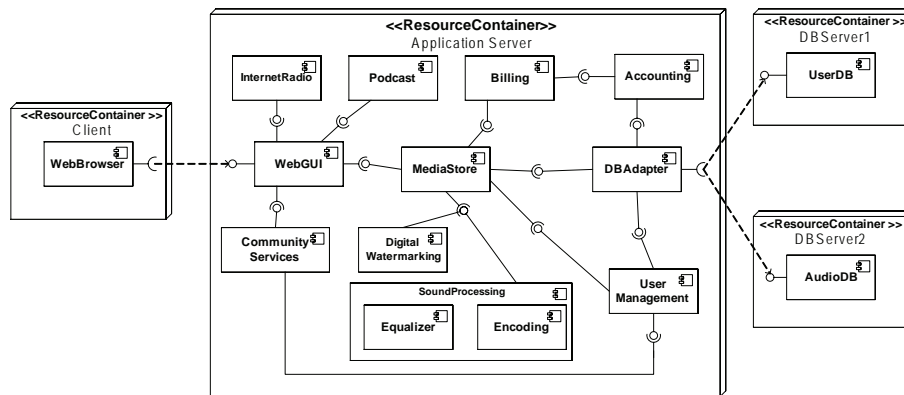 <<ResourceContainer >>
Client
WebBrowser
<<ResourceContainer>>
Application Server
InternetRadio
Podcast
Billing
Accounting
WebGUI
MediaStore
DBAdapter
Community
Services
Digital
Watermarking
User
Management
SoundProcessing
Equalizer
Encoding
<<ResourceContainer >>
DBServer1
UserDB
<<ResourceContainer >>
DBServer2
AudioDB